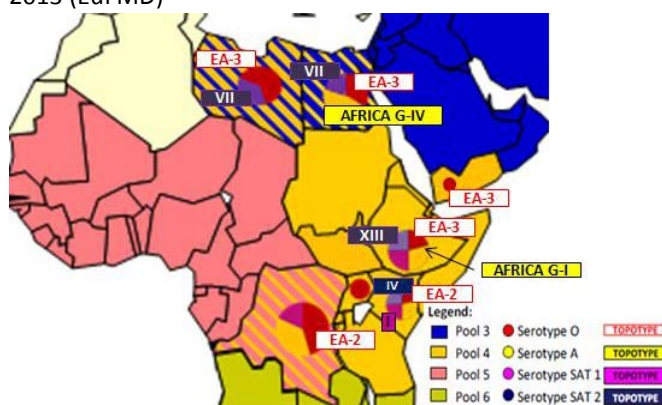 2013 (EuFMD)
EA-3
VII
EA-3
VII
AFRICA G-IV
EA-3
XIII
EA-3
AFRICA G-I
IV
EA-2
I
EA-2
Legend:
Pool 3
Serotype O
TOPOTYPE
Pool 4
Serotype A
TOPOTYPE
Pool 5
Serotype SAT 1
TOPOTYPE
Pool 6
Serotype SAT 2
TOPOTYPE